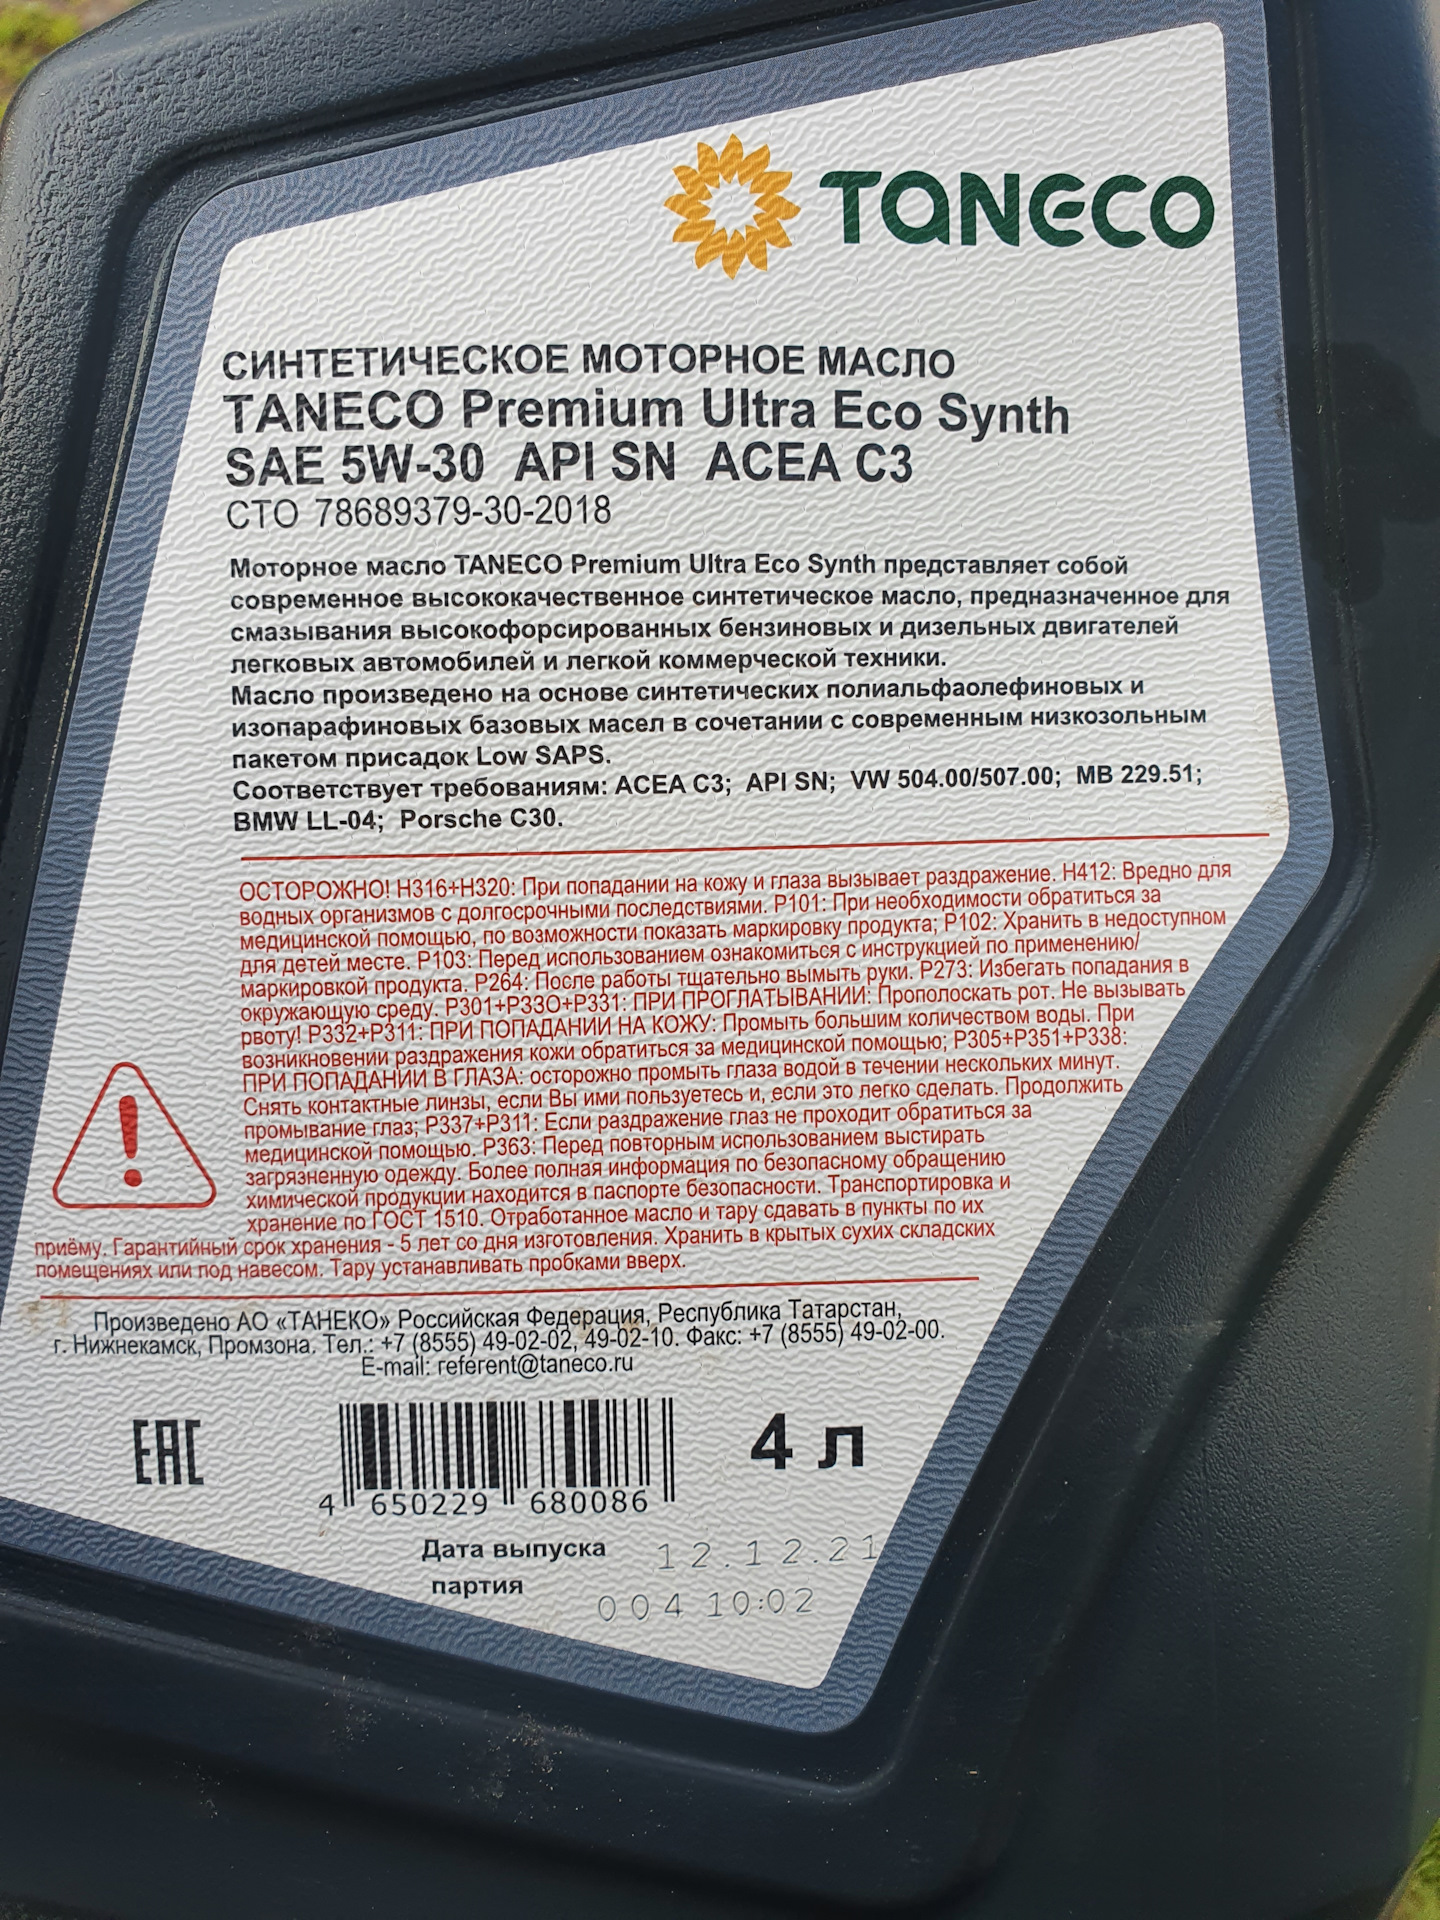 TANECO
СИНТЕТИЧЕСКОЕ МОТОРНОЕ МАСЛО
TANECO Premium Ultra Eco Synth
SAE 5W-30 API SN ACEA C3
СТО 78689379-30-2018
Моторное масло TANECO Premium Ultra Eco Synth представляет собой
современное высококачественное синтетическое масло, предназначенное для
смазывания высокофорсированных бензиновых и дизельных двигателей
легковых автомобилей и легкой коммерческой техники.
Масло произведено на основе синтетических полиальфаолефиновых и
изопарафиновых базовых масел в сочетании с современным низкозольным
пакетом присадок Low SAPS.
Соответствует требованиям: ACEA C3; API SN; VW 504.00/507.00; MB 229.51;
BMW LL-04; Porsche C30.
ОСТОРОЖНО! H316+H320: При попадании на кожу и глаза вызывает раздражение. H412: Вредно для
водных организмов с долгосрочными последствиями. P101: При необходимости обратиться за
медицинской помощью, по возможности показать маркировку продукта; P102: Хранить в недоступном
для детей месте. P103: Перед использованием ознакомиться с инструкцией по применению/
маркировкой продукта. P264: После работы тщательно вымыть руки. P273: Избегать попадания в
окружающую среду. P301+P33O+P331: ПРИ ПРОГЛАТЫВАНИИ: Прополоскать рот. Не вызывать
рвоту! P332+P311: ПРИ ПОПАДАНИИ НА КОЖУ: Промыть большим количеством воды. При
возникновении раздражения кожи обратиться за медицинской помощью; P305+P351+P338:
ПРИ ПОПАДАНИИ В ГЛАЗА: осторожно промыть глаза водой в течении нескольких минут.
Снять контактные линзы, если Вы ими пользуетесь и, если это легко сделать. Продолжить
промывание глаз; P337+P311: Если раздражение глаз не проходит обратиться за
медицинской помощью. P363: Перед повторным использованием выстирать
загрязненную одежду. Более полная информация по безопасному обращению
химической продукции находится в паспорте безопасности. Транспортировка и
хранение по ГОСТ 1510. Отработанное масло и тару сдавать в пункты по их
приёму. Гарантийный срок хранения - 5 лет со дня изготовления. Хранить в крытых сухих складских
помещениях или под навесом. Тару устанавливать пробками вверх.
Произведено АО «ТАНЕКО» Российская Федерация, Республика Татарстан,
г. Нижнекамск, Промзона. Тел.: +7 (8555) 49-02-02, 49-02-10. Факс: +7 (8555) 49-02-00.
E-mail: referent@taneco.ru
EAC
4 л
4 650229 680086
Дата выпуска 12.12.21
партия 004 10:02